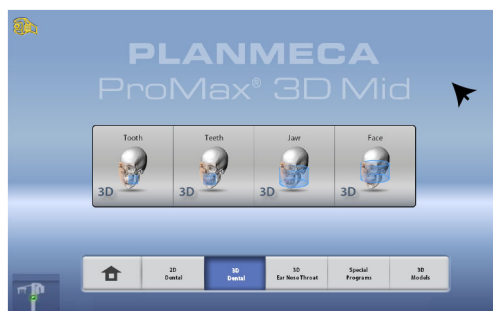 PLANMECA
ProMax® 3D Mid
Tooth
Teeth
Jaw
Face
3D
3D
3D
3D
2D
Dental
3D
Dental
3D
Ear Nose Throat
Special
Programs
3D
Models